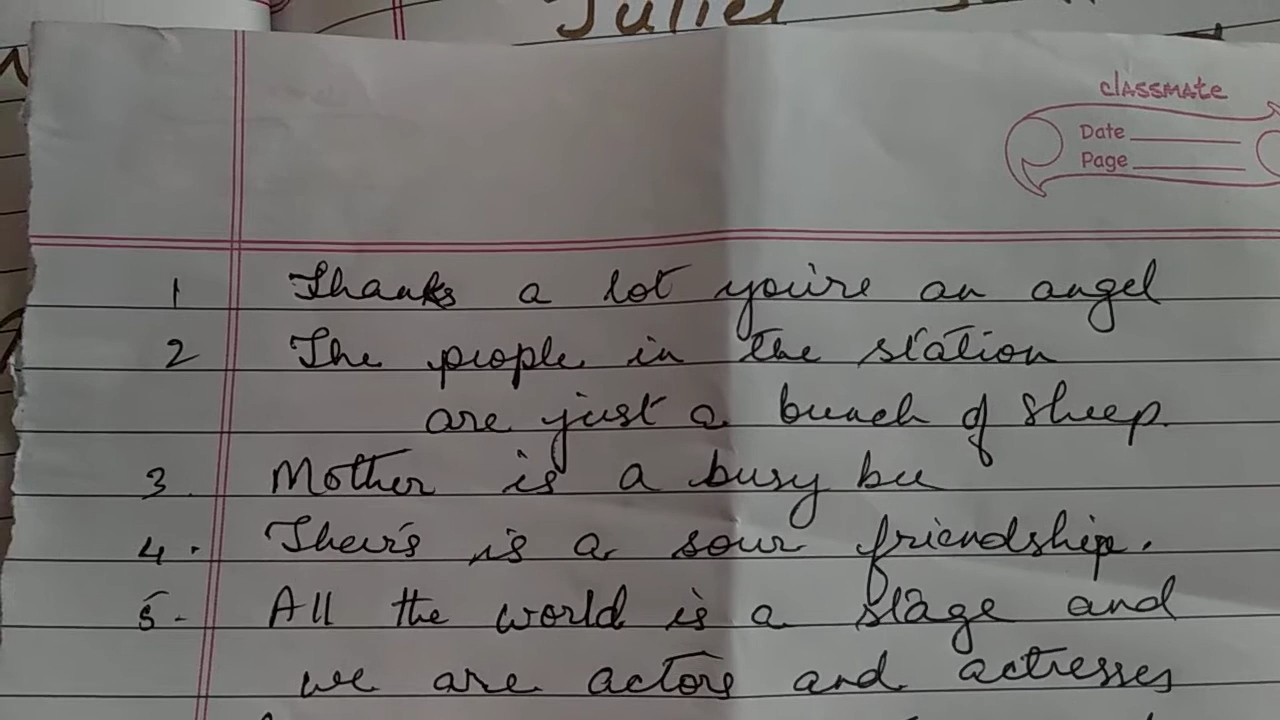 Juliet
classmate
Date
Page
1 Thanks a lot you're an angel
2 The people in the station
are just a bunch of sheep.
3. Mother is a busy bee
4. Their's is a sour friendship.
5. All the world is a stage and
we are actors and actresses